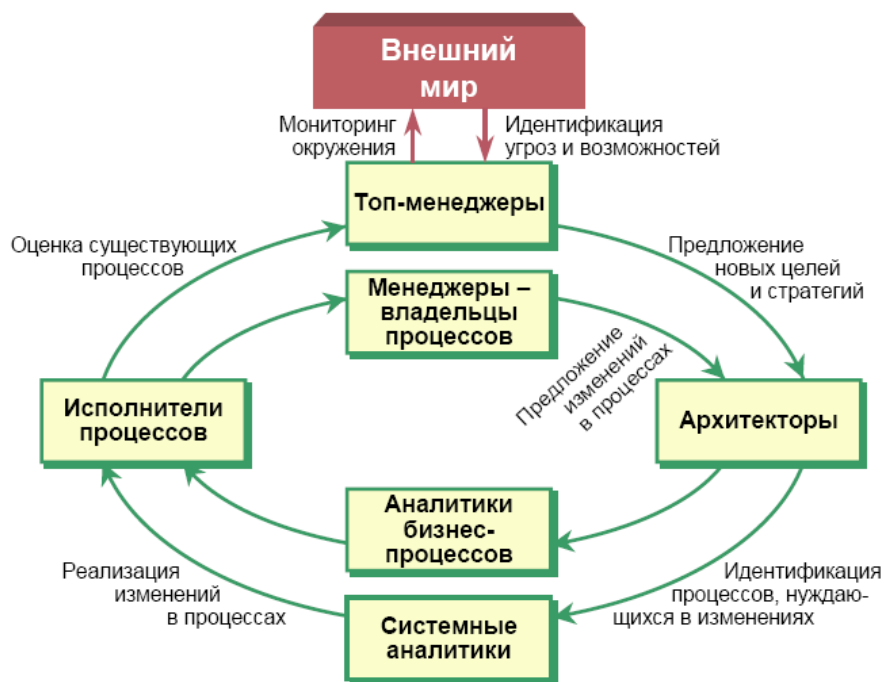 Внешний
мир
Мониторинг
окружения
Идентификация
угроз и возможностей
Топ-менеджеры
Оценка существующих
процессов
Предложение
новых целей
и стратегий
Менеджеры –
владельцы
процессов
Предложение
изменений
в процессах
Исполнители
процессов
Архитекторы
Аналитики
бизнес-
процессов
Реализация
изменений
в процессах
Идентификация
процессов, нуждаю-
щихся в изменениях
Системные
аналитики